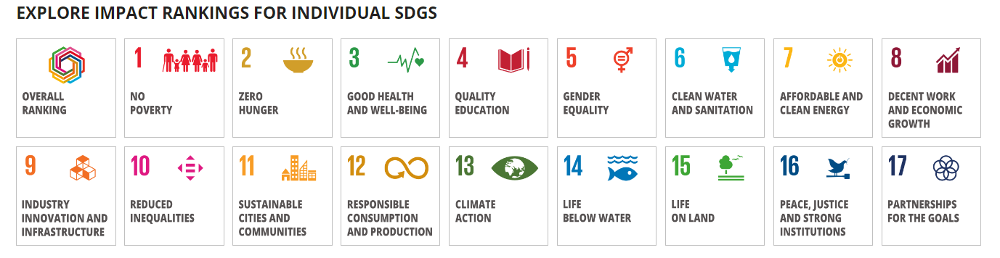 EXPLORE IMPACT RANKINGS FOR INDIVIDUAL SDGS
OVERALL
RANKING
1
NO
POVERTY
2
ZERO
HUNGER
3
GOOD HEALTH
AND WELL-BEING
4
QUALITY
EDUCATION
5
GENDER
EQUALITY
6
CLEAN WATER
AND SANITATION
7
AFFORDABLE AND
CLEAN ENERGY
8
DECENT WORK
AND ECONOMIC
GROWTH
9
INDUSTRY
INNOVATION AND
INFRASTRUCTURE
10
REDUCED
INEQUALITIES
11
SUSTAINABLE
CITIES AND
COMMUNITIES
12
RESPONSIBLE
CONSUMPTION
AND PRODUCTION
13
CLIMATE
ACTION
14
LIFE
BELOW WATER
15
LIFE
ON LAND
16
PEACE, JUSTICE
AND STRONG
INSTITUTIONS
17
PARTNERSHIPS
FOR THE GOALS